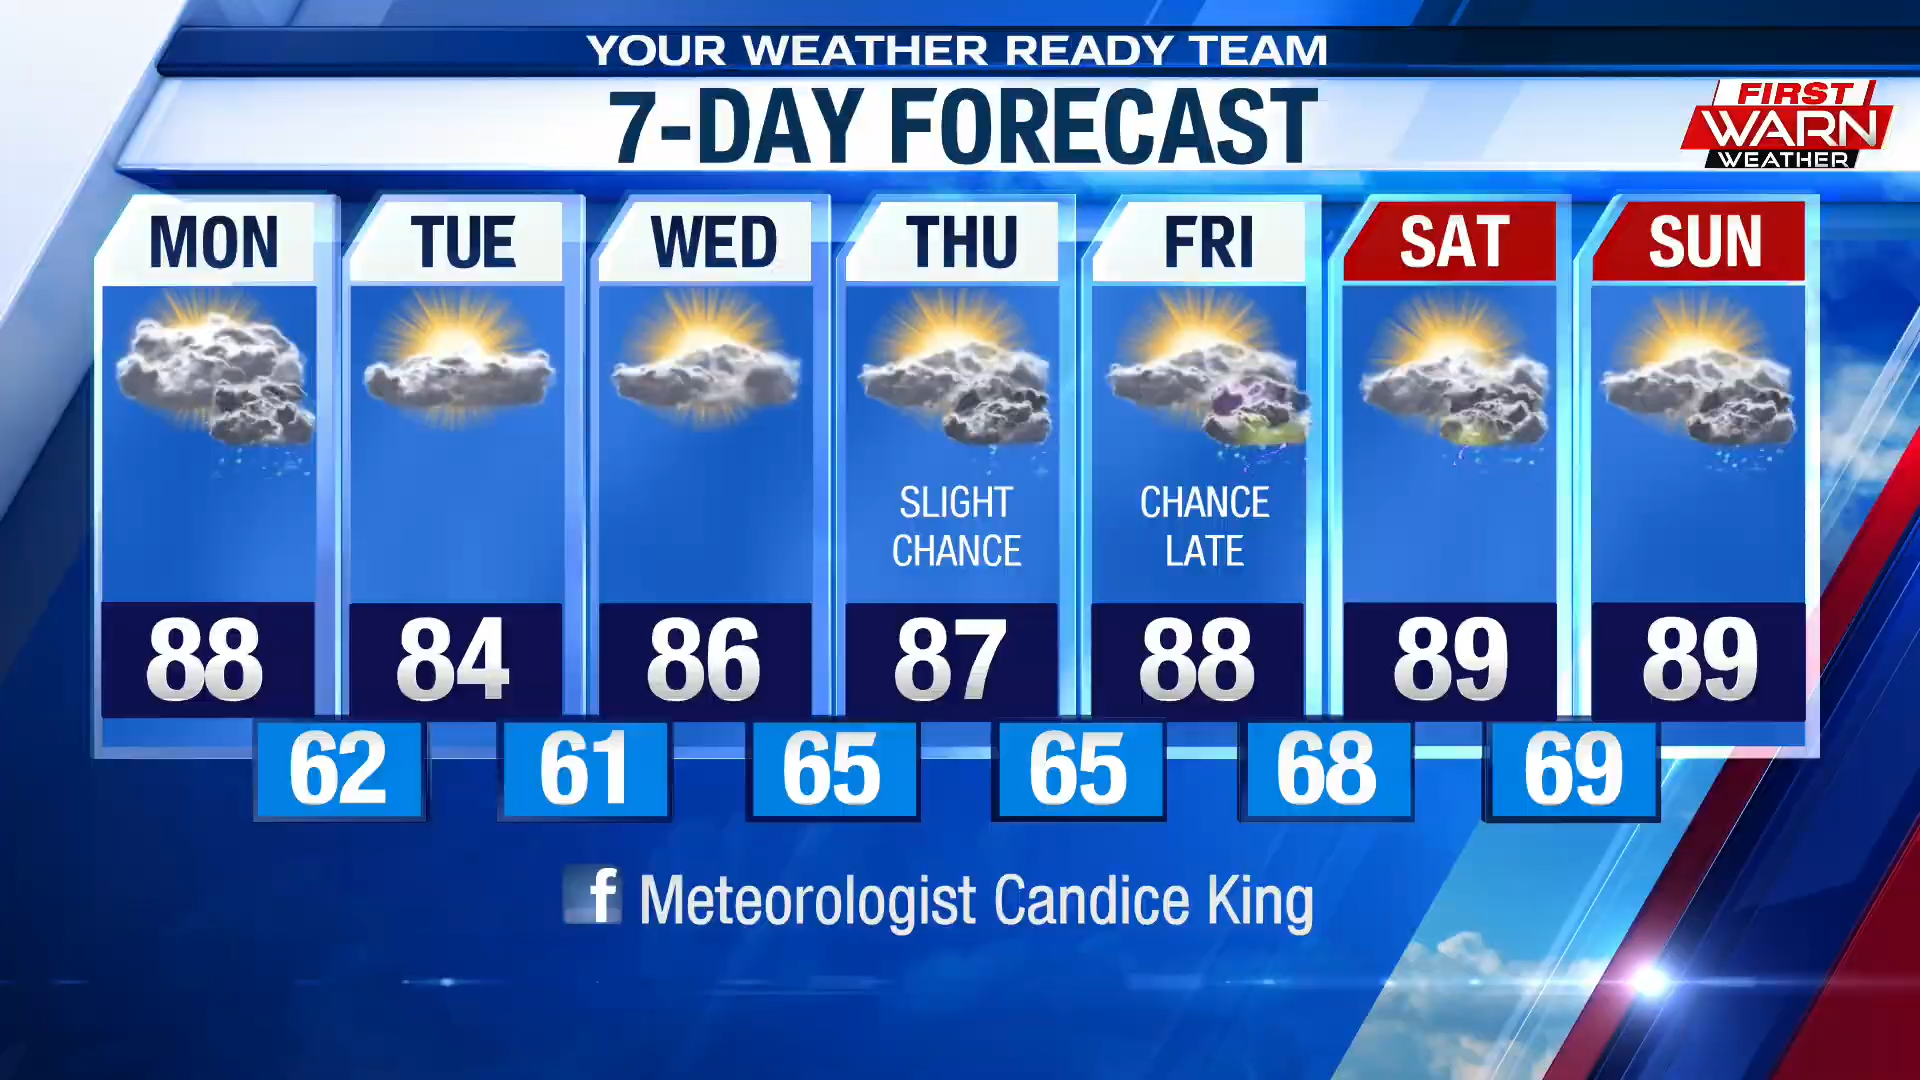 YOUR WEATHER READY TEAM
7-DAY FORECAST
FIRST
WARN
WEATHER
MON TUE WED THU FRI SAT SUN
SLIGHT
CHANCE
CHANCE
LATE
88 84 86 87 88 89 89
62 61 65 65 68 69
f Meteorologist Candice King